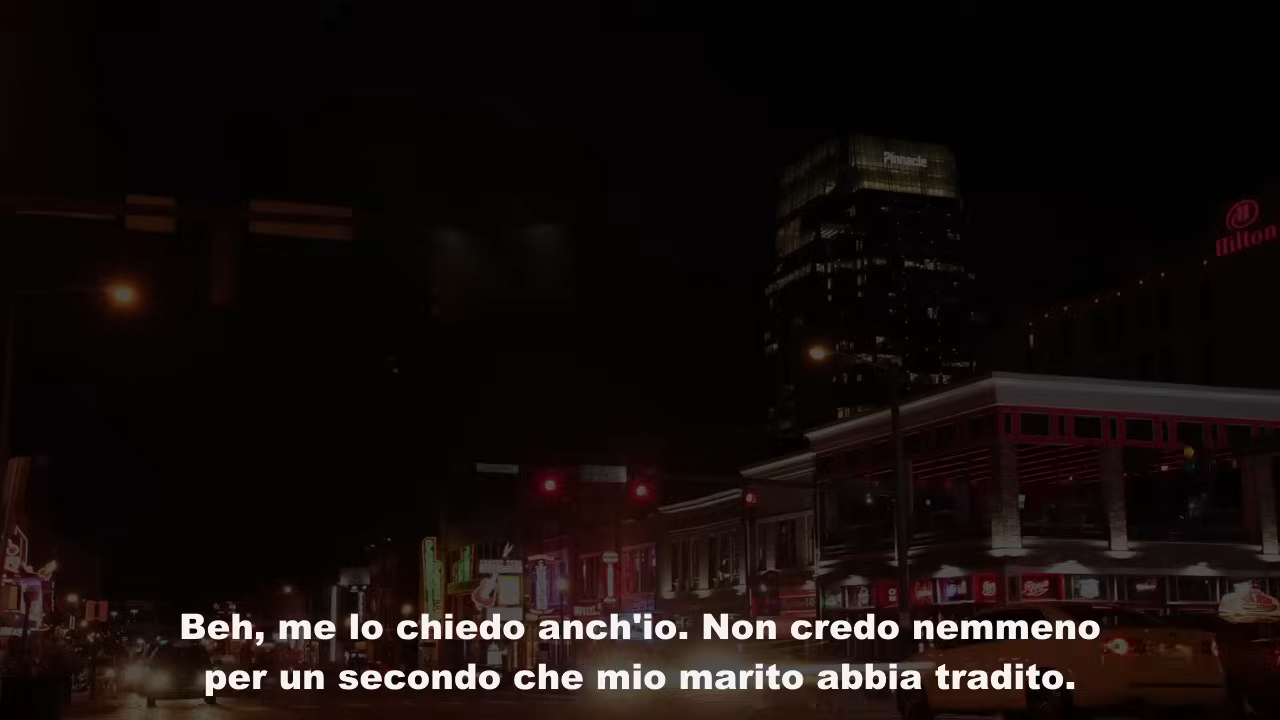 Pinnacle
Hilton
Beh, me lo chiedo anch'io. Non credo nemmeno
per un secondo che mio marito abbia tradito.